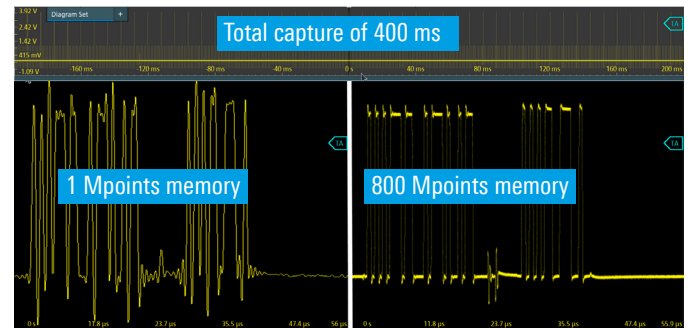 3.92 V
Diagram Set +
2.42 V
1.42 V
Total capture of 400 ms
1A
-415 mV
-1.09 V
-160 ms -120 ms -80 ms -40 ms 0 s 40 ms 80 ms 120 ms 160 ms 200 ms
1A 1A
1 Mpoints memory 800 Mpoints memory
0 s 11.8 µs 23.7 µs 35.5 µs 47.4 µs 56 µs 0 s 11.8 µs 23.7 µs 35.5 µs 47.4 µs 55.9 µs